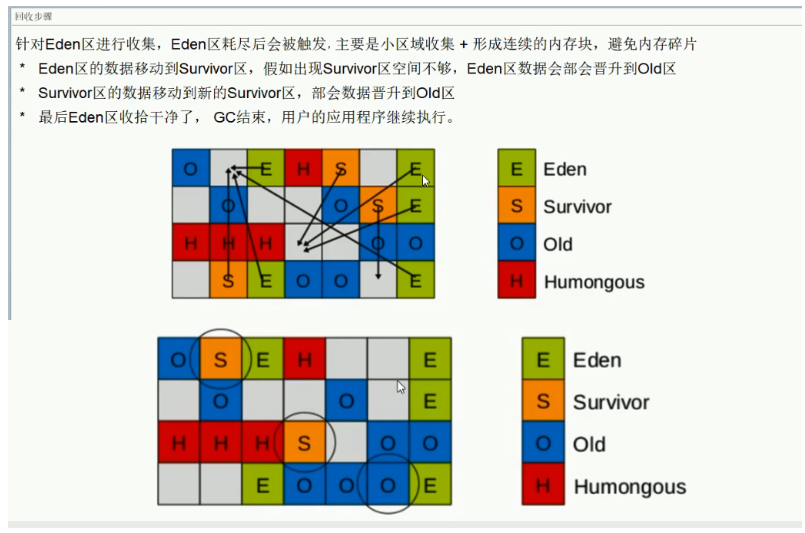 回收步骤
针对Eden区进行收集，Eden区耗尽后会被触发，主要是小区域收集 + 形成连续的内存块，避免内存碎片
* Eden区的数据移动到Survivor区，假如出现Survivor区空间不够，Eden区数据会部会晋升到Old区
* Survivor区的数据移动到新的Survivor区，部会数据晋升到Old区
* 最后Eden区收拾干净了， GC结束，用户的应用程序继续执行。
O E H S E E Eden
O O S E S Survivor
H H H O O O Old
S E O O E H Humongous
O S E H E E Eden
O O E S Survivor
H H H S O O O Old
E O O O E H Humongous